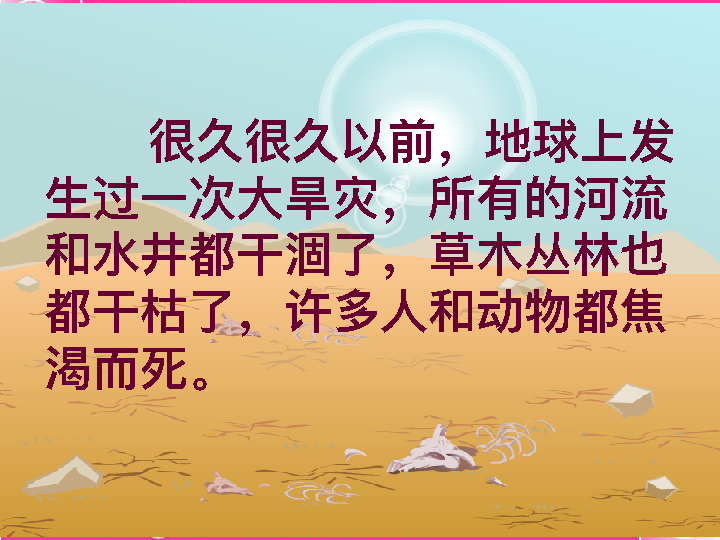 很久很久以前，地球上发
生过一次大旱灾，所有的河流
和水井都干涸了，草木丛林也
都干枯了，许多人和动物都焦
渴而死。